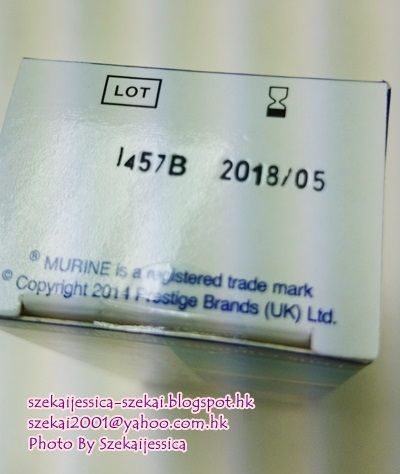 LOT
1457B 2018/05
® MURINE is a registered trade mark
© Copyright 2014 Prestige Brands (UK) Ltd.
szekaijessica-szekai.blogspot.hk
szekai2001@yahoo.com.hk
Photo By Szekaijessica